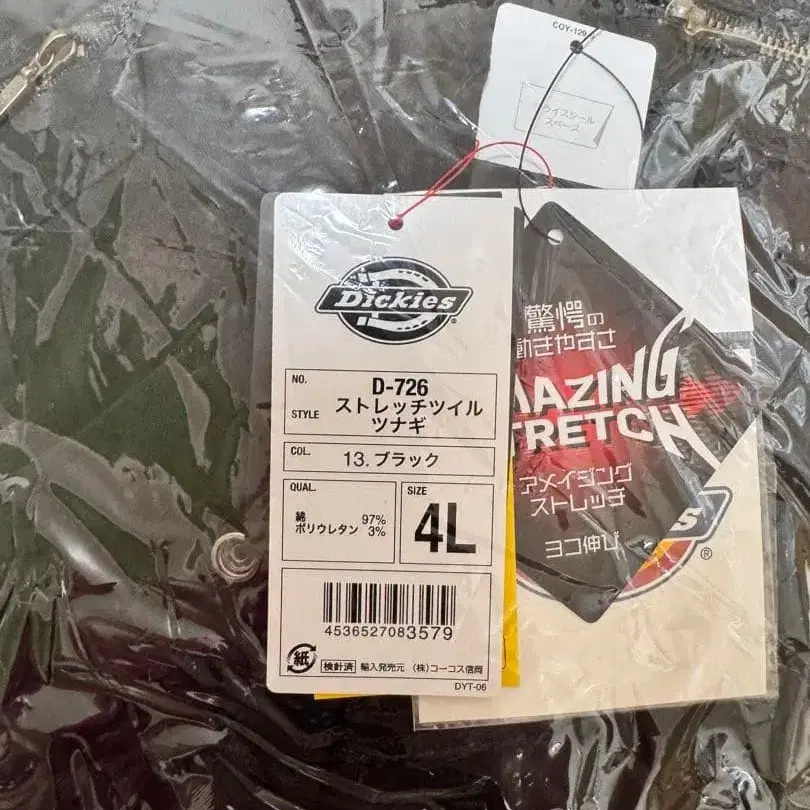 COY-129
プライスシール
スペース
Dickies
®
NO.
D-726
STYLE
ストレッチツイル
ツナギ
COL.
13. ブラック
QUAL.
綿 97%
ポリウレタン 3%
SIZE
4L
4536527083579
紙
検針済 輸入発売元 (株)コーコス信岡
DYT-06
驚愕の
動きやすさ
AMAZING
STRETCH
アメイジング
ストレッチ
ヨコ伸び
®